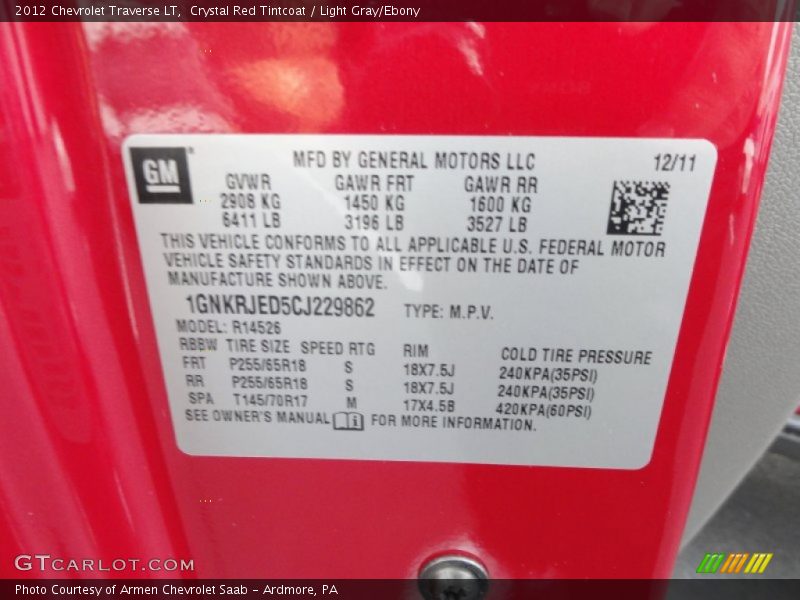 2012 Chevrolet Traverse LT, Crystal Red Tintcoat / Light Gray/Ebony
GM
MFD BY GENERAL MOTORS LLC 12/11
GVWR GAWR FRT GAWR RR
2908 KG 1450 KG 1600 KG
6411 LB 3196 LB 3527 LB
THIS VEHICLE CONFORMS TO ALL APPLICABLE U.S. FEDERAL MOTOR
VEHICLE SAFETY STANDARDS IN EFFECT ON THE DATE OF
MANUFACTURE SHOWN ABOVE.
1GNKRJED5CJ229862 TYPE: M.P.V.
MODEL: R14526
RBBW TIRE SIZE SPEED RTG RIM COLD TIRE PRESSURE
FRT P255/65R18 S 18X7.5J 240KPA(35PSI)
RR P255/65R18 S 18X7.5J 240KPA(35PSI)
SPA T145/70R17 M 17X4.5B 420KPA(60PSI)
SEE OWNER'S MANUAL i FOR MORE INFORMATION.
GTCARLOT.COM
Photo Courtesy of Armen Chevrolet Saab - Ardmore, PA